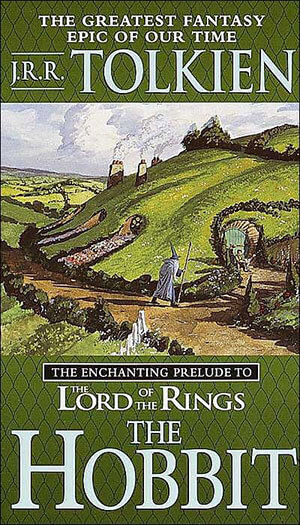 THE GREATEST FANTASY
EPIC OF OUR TIME
J.R.R. TOLKIEN
THE ENCHANTING PRELUDE TO
THE LORD OF THE RINGS
THE
HOBBIT